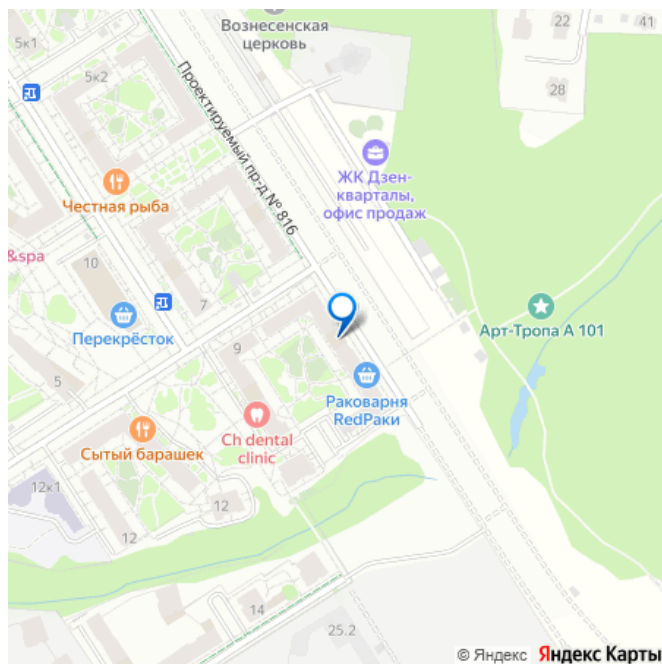 Вознесенская
церковь
22
41
5к1
5к2
28
Проектируемый пр-д № 816
ЖК Дзен-
кварталы,
офис продаж
Честная рыба
&spa
10
7
Перекрёсток
Арт-Тропа А 101
9
5
Раковарня
RedРаки
Ch dental
clinic
Сытый барашек
12к1
12
12
14
25.2
© Яндекс Яндекс Карты